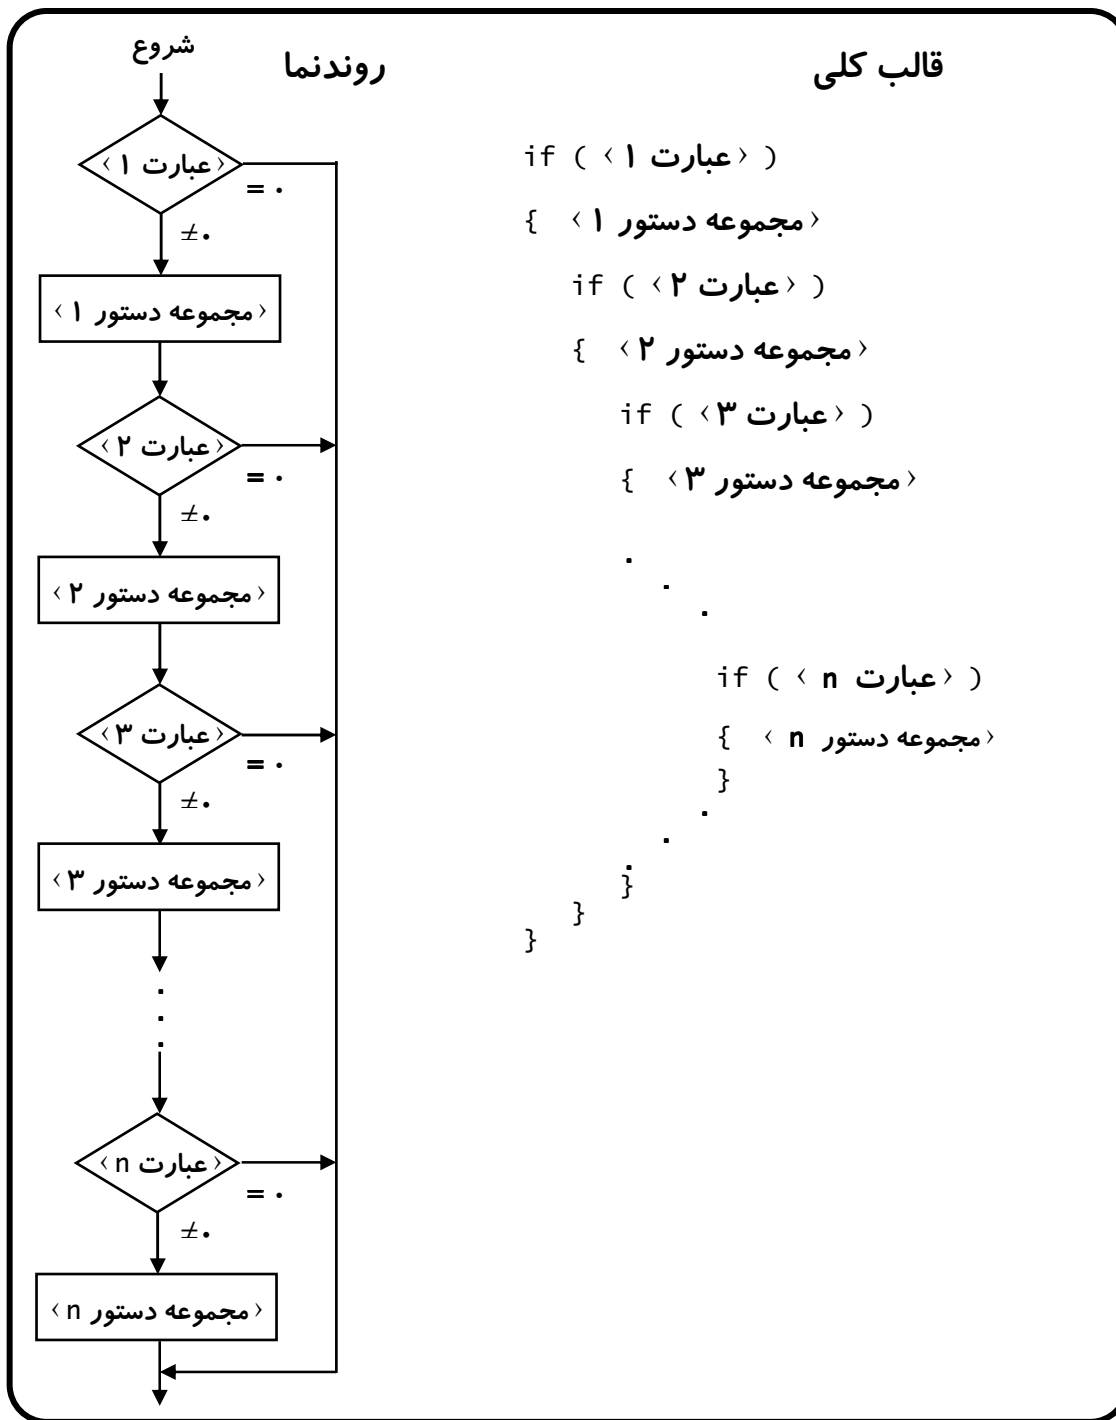 قالب کلی
روندنما
شروع
‹عبارت ۱›
= ۰
≠۰
‹مجموعه دستور ۱›
‹عبارت ۲›
= ۰
≠۰
‹مجموعه دستور ۲›
‹عبارت ۳›
= ۰
≠۰
‹مجموعه دستور ۳›
.
.
.
‹عبارت n›
= ۰
≠۰
‹مجموعه دستور n›
if ( ‹عبارت ۱› )
{ ‹مجموعه دستور ۱›
if ( ‹عبارت ۲› )
{ ‹مجموعه دستور ۲›
if ( ‹عبارت ۳› )
{ ‹مجموعه دستور ۳›
.
.
.
if ( ‹عبارت n› )
{ ‹مجموعه دستور n›
}
.
.
.
}
}
}